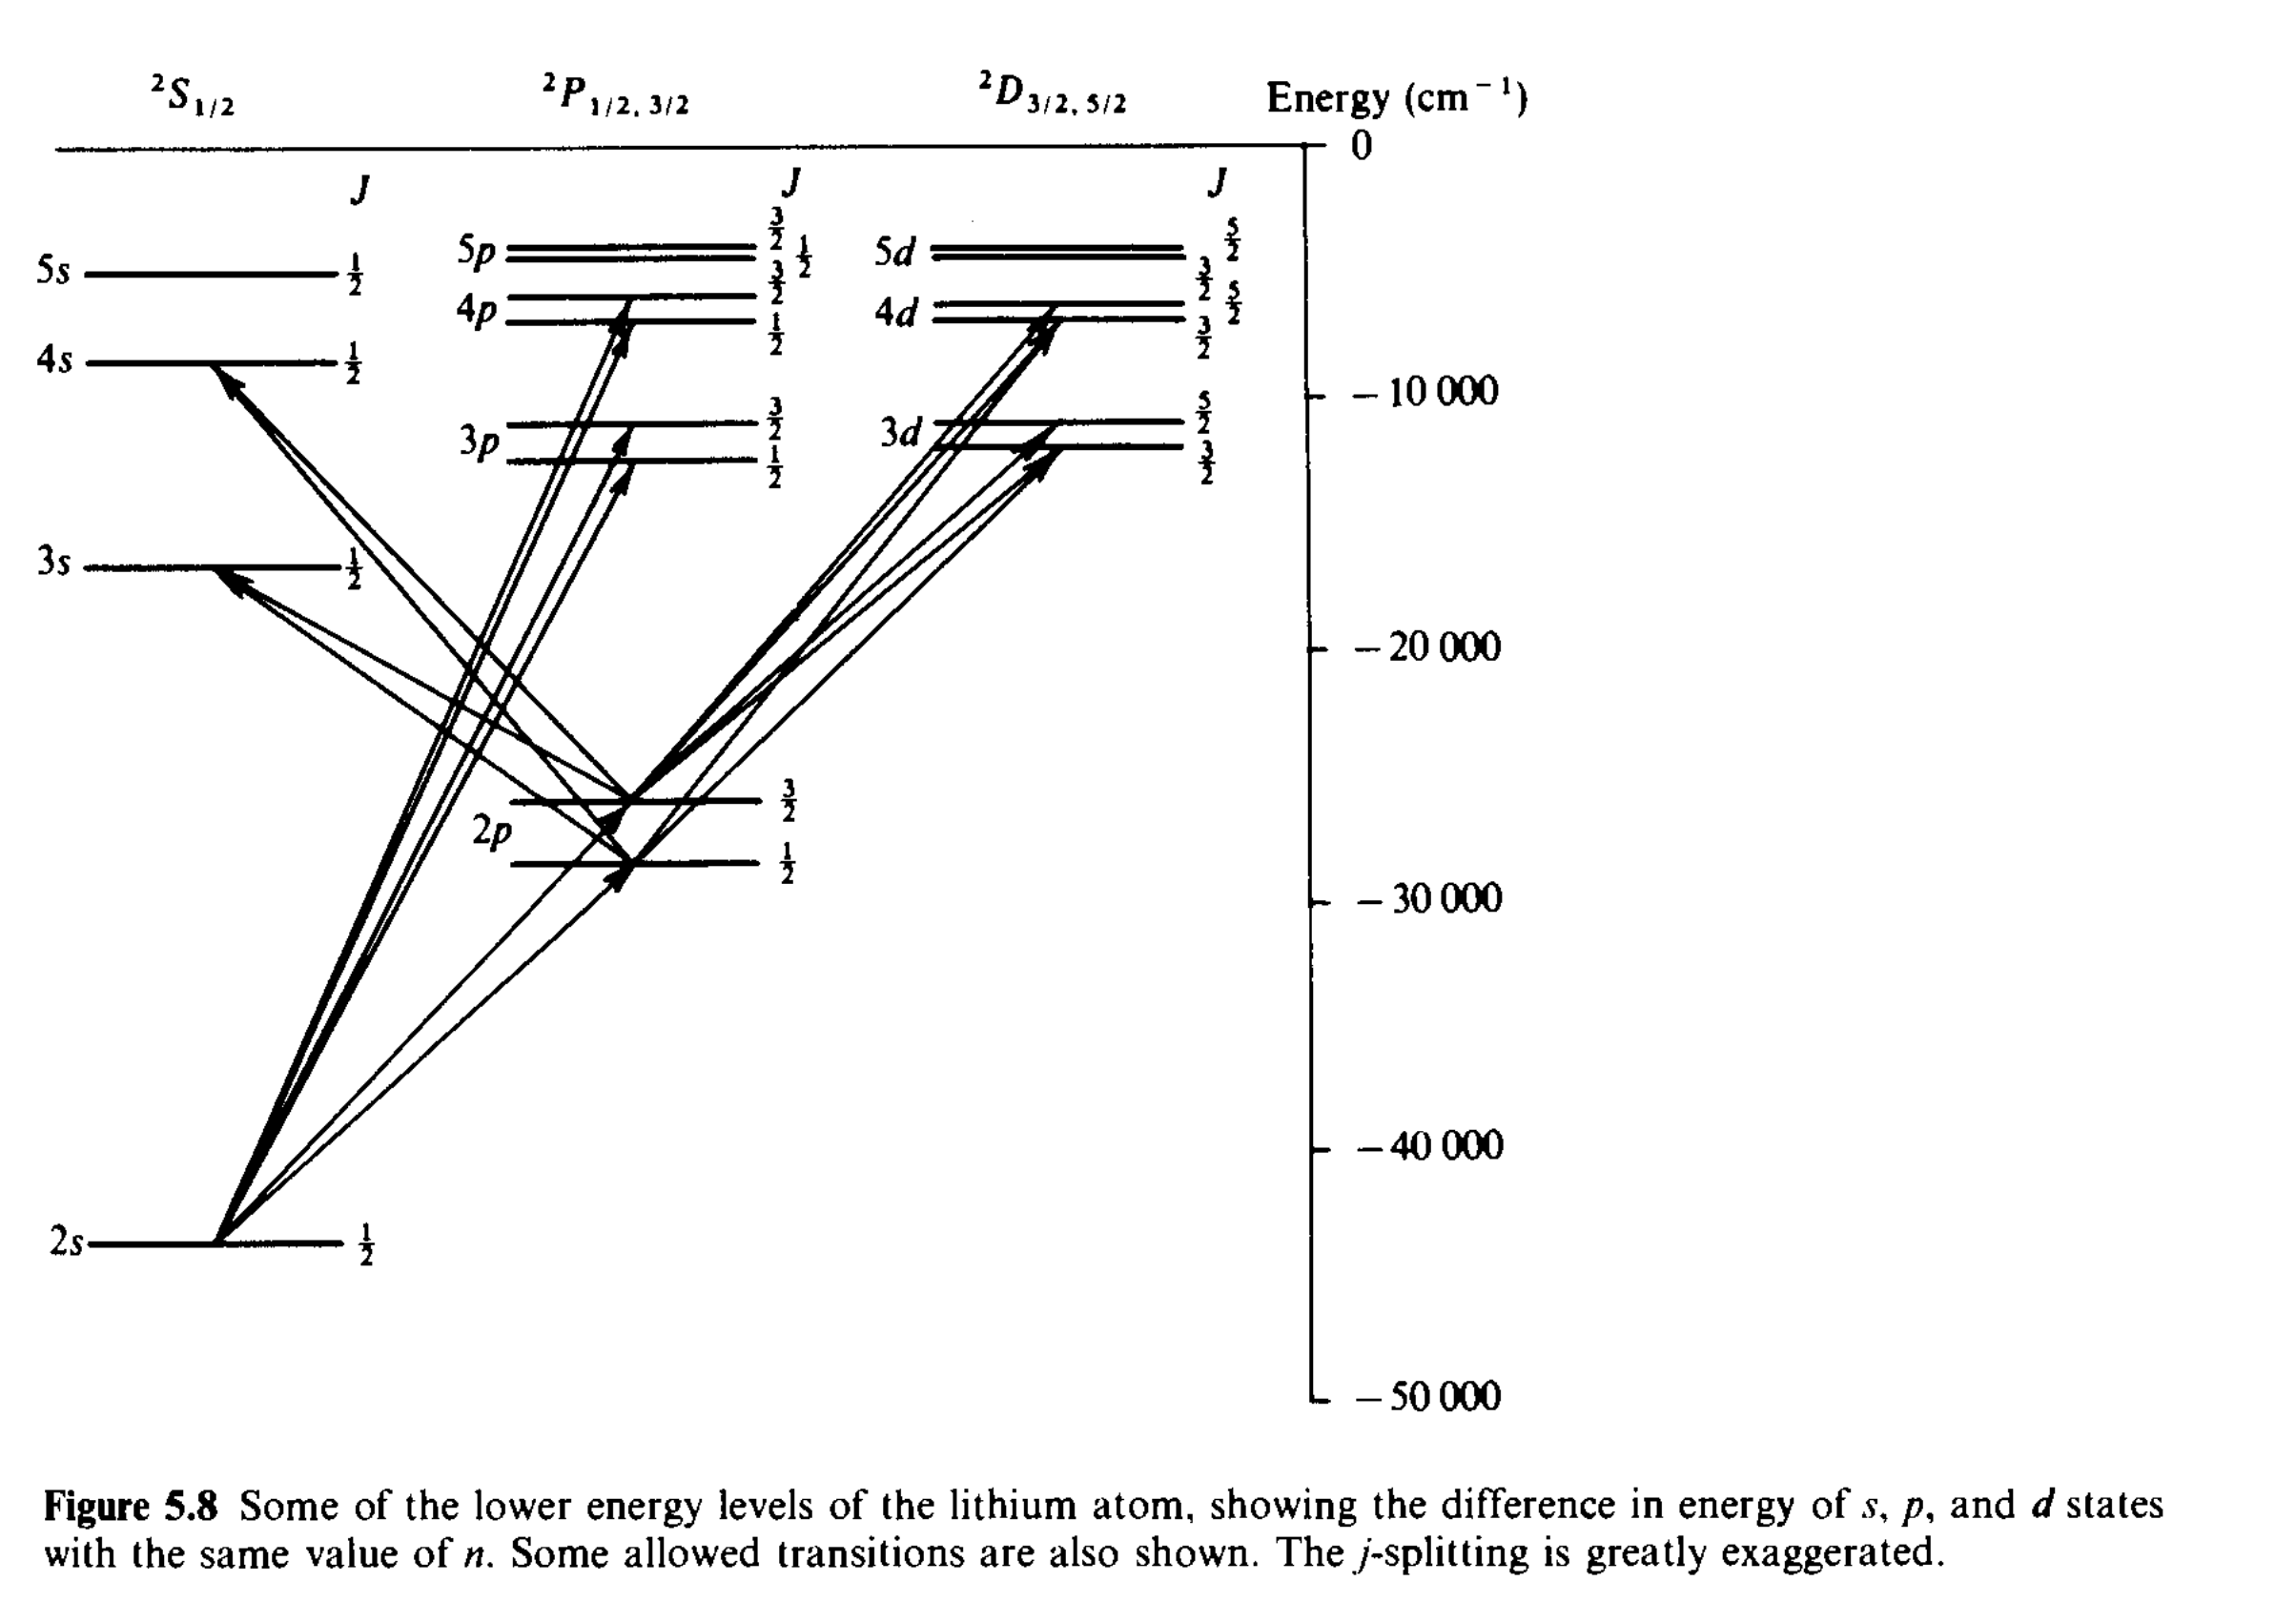 ²S₁/₂ ²P₁/₂, ₃/₂ ²D₃/₂, ₅/₂ Energy (cm⁻¹)
0
J J J
5s 1/2
4s 1/2
3s 1/2
2s 1/2
5p 3/2 1/2
4p 3/2 1/2
3p 3/2 1/2
2p 3/2 1/2
5d 5/2 3/2
4d 5/2 3/2
3d 5/2 3/2
−10 000
−20 000
−30 000
−40 000
−50 000
Figure 5.8 Some of the lower energy levels of the lithium atom, showing the difference in energy of s, p, and d states
with the same value of n. Some allowed transitions are also shown. The j-splitting is greatly exaggerated.